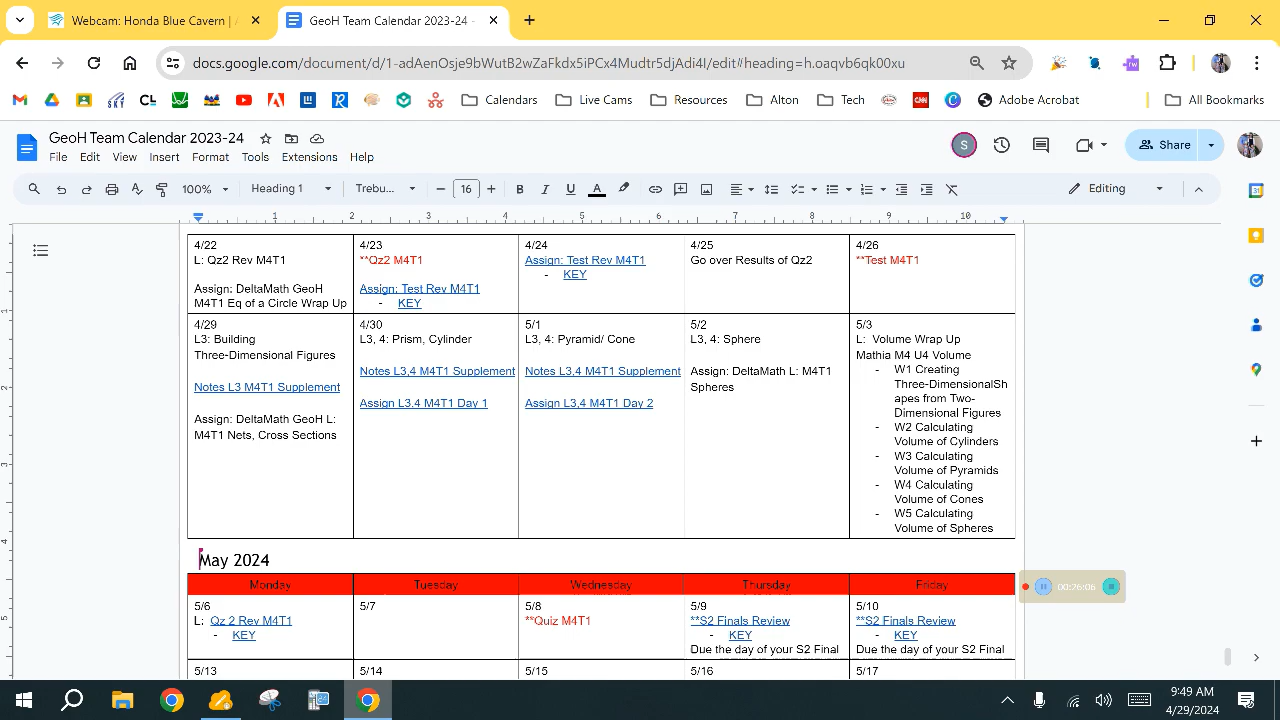 Webcam: Honda Blue Cavern |
GeoH Team Calendar 2023-24 -
docs.google.com/document/d/1-adAenOsje9bWutB2wZaFkdx5iPCx4Mudtr5djAdi4I/edit#heading=h.oaqvb6qk00xu
Calendars
Live Cams
Resources
Alton
Tech
Adobe Acrobat
All Bookmarks
GeoH Team Calendar 2023-24
File Edit View Insert Format Tools Extensions Help
S
Share
100% Heading 1 Trebu... 16 Editing
1 2 3 4 5 6 7 8 9 10
4/22
L: Qz2 Rev M4T1
Assign: DeltaMath GeoH
M4T1 Eq of a Circle Wrap Up
4/23
**Qz2 M4T1
Assign: Test Rev M4T1
- KEY
4/24
Assign: Test Rev M4T1
- KEY
4/25
Go over Results of Qz2
4/26
**Test M4T1
4/29
L3: Building
Three-Dimensional Figures
Notes L3 M4T1 Supplement
Assign: DeltaMath GeoH L:
M4T1 Nets, Cross Sections
4/30
L3, 4: Prism, Cylinder
Notes L3,4 M4T1 Supplement
Assign L3,4 M4T1 Day 1
5/1
L3, 4: Pyramid/ Cone
Notes L3,4 M4T1 Supplement
Assign L3,4 M4T1 Day 2
5/2
L3, 4: Sphere
Assign: DeltaMath L: M4T1
Spheres
5/3
L: Volume Wrap Up
Mathia M4 U4 Volume
- W1 Creating
Three-DimensionalSh
apes from Two-
Dimensional Figures
- W2 Calculating
Volume of Cylinders
- W3 Calculating
Volume of Pyramids
- W4 Calculating
Volume of Cones
- W5 Calculating
Volume of Spheres
May 2024
Monday Tuesday Wednesday Thursday Friday
5/6
L: Qz 2 Rev M4T1
- KEY
5/7
5/8
**Quiz M4T1
5/9
**S2 Finals Review
- KEY
Due the day of your S2 Final
5/10
**S2 Finals Review
- KEY
Due the day of your S2 Final
5/13 5/14 5/15 5/16 5/17
00:26:06
9:49 AM
4/29/2024